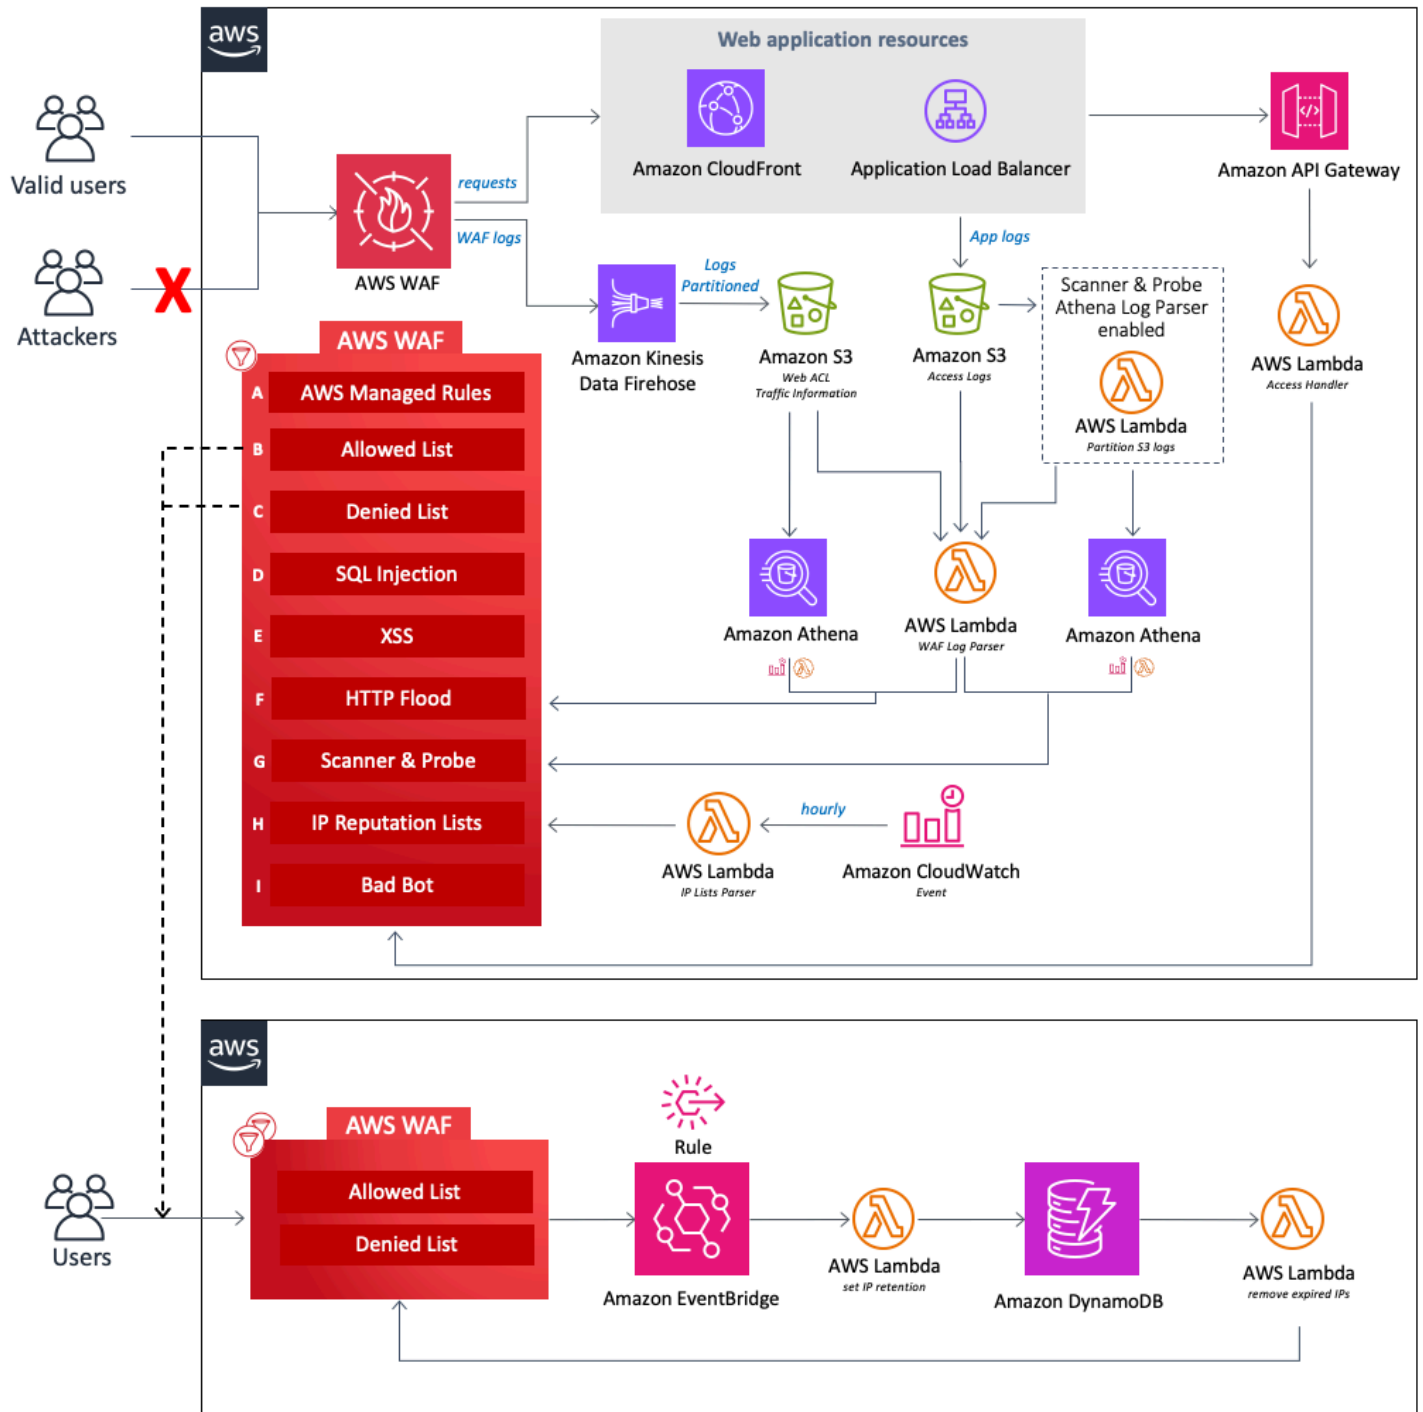 aws
Web application resources
Amazon CloudFront
Application Load Balancer
Amazon API Gateway
Valid users
Attackers
X
AWS WAF
requests
WAF logs
Logs
Partitioned
App logs
Amazon Kinesis
Data Firehose
Amazon S3
Web ACL
Traffic Information
Amazon S3
Access Logs
Scanner & Probe
Athena Log Parser
enabled
AWS Lambda
Partition S3 logs
AWS Lambda
Access Handler
AWS WAF
A AWS Managed Rules
B Allowed List
C Denied List
D SQL Injection
E XSS
F HTTP Flood
G Scanner & Probe
H IP Reputation Lists
I Bad Bot
Amazon Athena
AWS Lambda
WAF Log Parser
Amazon Athena
AWS Lambda
IP Lists Parser
hourly
Amazon CloudWatch
Event
aws
Users
AWS WAF
Allowed List
Denied List
Rule
Amazon EventBridge
AWS Lambda
set IP retention
Amazon DynamoDB
AWS Lambda
remove expired IPs